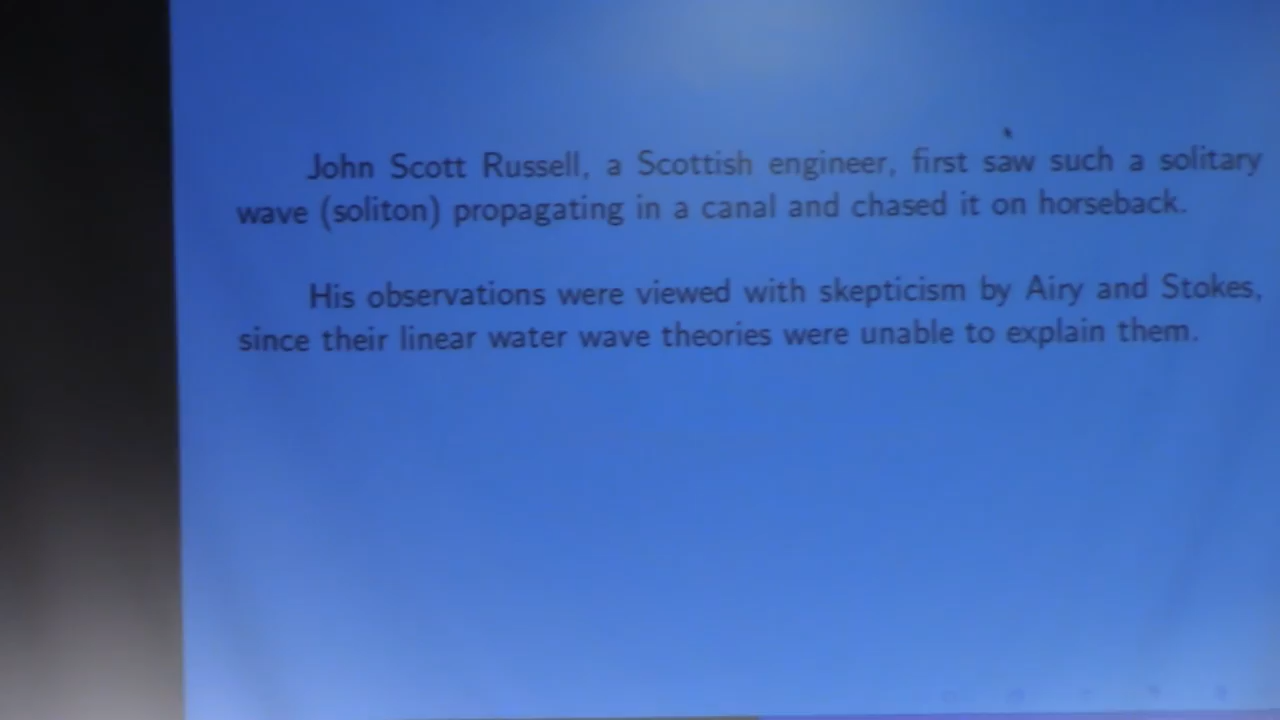 John Scott Russell, a Scottish engineer, first saw such a solitary
wave (soliton) propagating in a canal and chased it on horseback.
His observations were viewed with skepticism by Airy and Stokes,
since their linear water wave theories were unable to explain them.